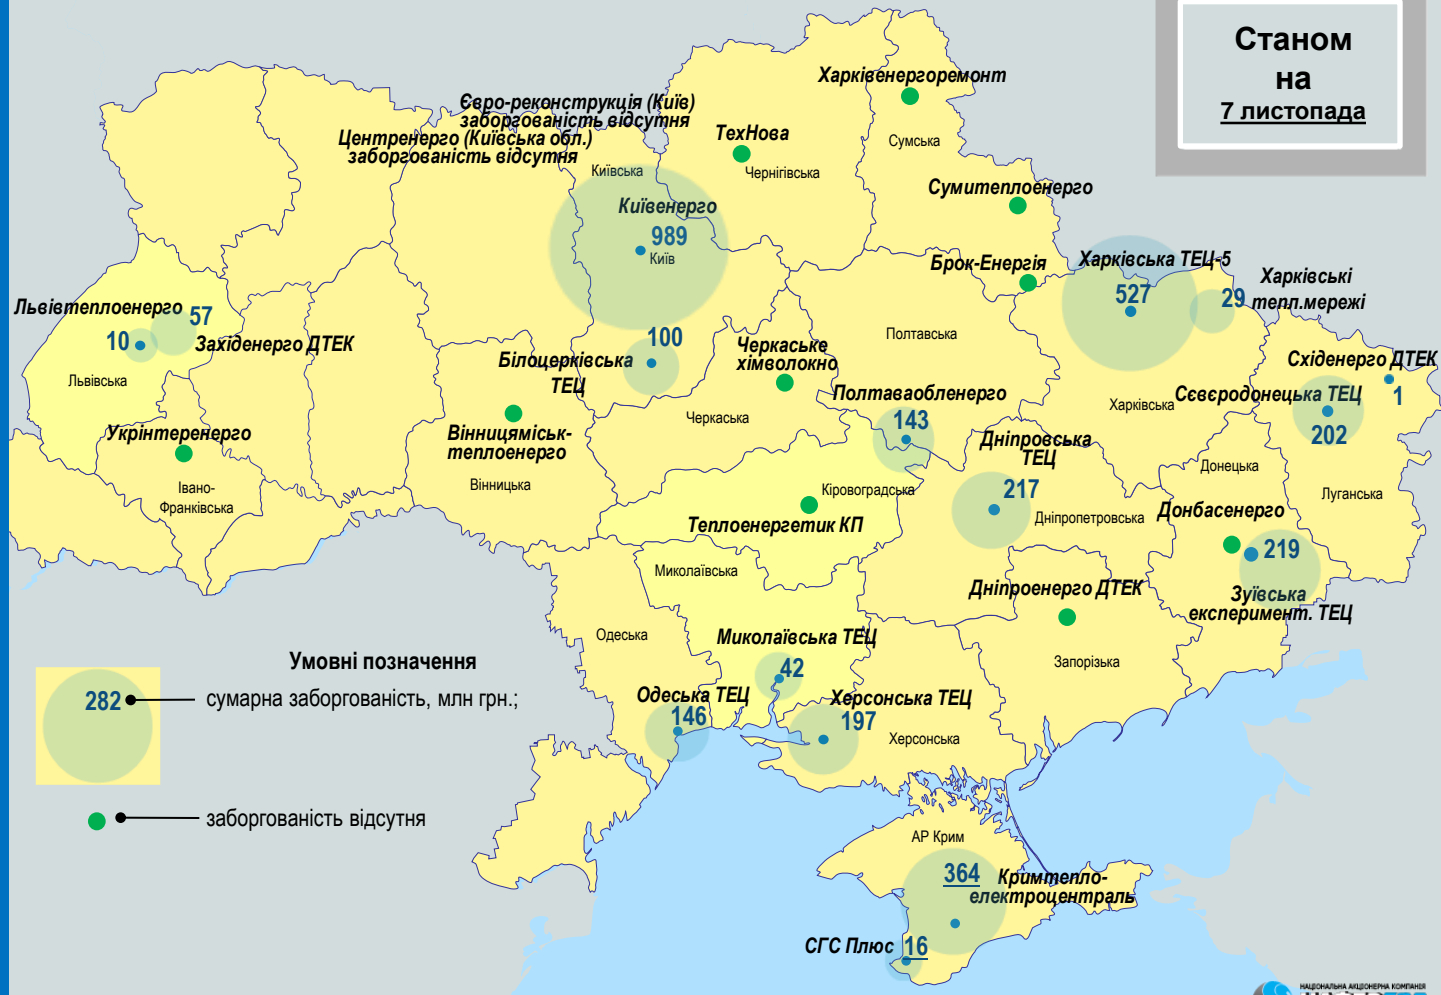 Станом
на
7 листопада
Харківенергоремонт
Євро-реконструкція (Київ)
заборгованість відсутня
Центренерго (Київська обл.)
заборгованість відсутня
ТехНова
Сумська
Київська
Чернігівська
Сумитеплоенерго
Київенерго
989
Київ
Брок-Енергія
Харківська ТЕЦ-5
527
29
Харківські
тепл.мережі
Львівтеплоенерго
57
10
Західенерго ДТЕК
Львівська
100
Білоцерківська
ТЕЦ
Черкаське
хімволокно
Полтавська
Східенерго ДТЕК
1
Сєвєродонецька ТЕЦ
202
Полтаваобленерго
143
Харківська
Черкаська
Укрінтеренерго
Вінницяміськ-
теплоенерго
Дніпровська
ТЕЦ
217
Донецька
Луганська
Івано-
Франківська
Вінницька
Кіровоградська
Теплоенергетик КП
Дніпропетровська
Донбасенерго
219
Зуївська
експеримент. ТЕЦ
Миколаївська
Дніпроенерго ДТЕК
Одеська
Миколаївська ТЕЦ
42
Запорізька
Умовні позначення
282
сумарна заборгованість, млн грн.;
Одеська ТЕЦ
146
Херсонська ТЕЦ
197
Херсонська
заборгованість відсутня
АР Крим
364
Кримтепло-
електроцентраль
СГС Плюс
16
НАЦІОНАЛЬНА АКЦІОНЕРНА КОМПАНІЯ